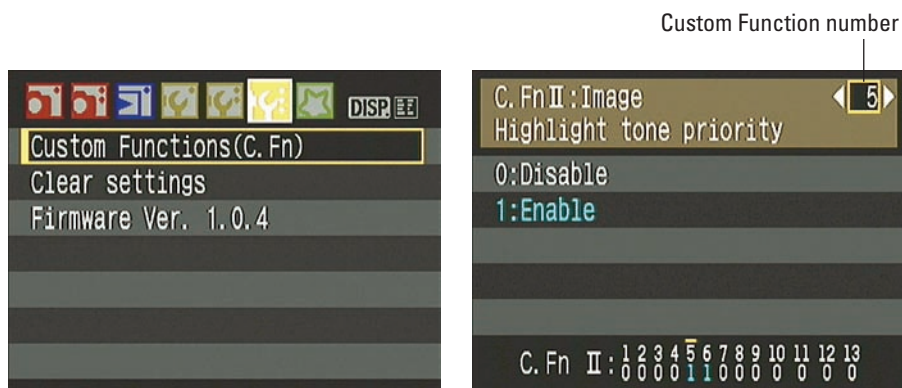 Custom Function number
DISP.
Custom Functions(C.Fn)
Clear settings
Firmware Ver. 1.0.4
C.FnⅡ:Image
5
Highlight tone priority
0:Disable
1:Enable
C.Fn Ⅱ:
1 2 3 4 5 6 7 8 9 10 11 12 13
0 0 0 0 1 1 0 0 0 0 0 0 0